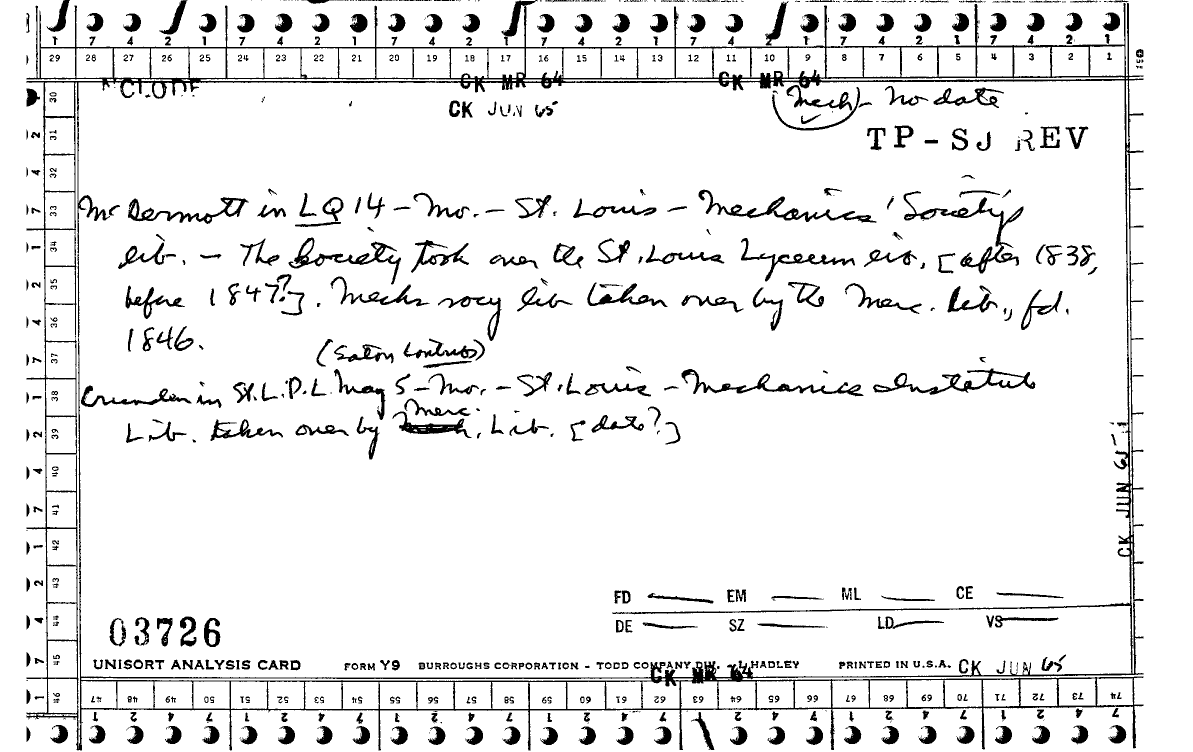 1 7 4 2 1 7 4 2 1 7 4 2 1 7 4 2 1 7 4 2 1 7 4 2 1 7 4 2 1
29 28 27 26 25 24 23 22 21 20 19 18 17 16 15 14 13 12 11 10 9 8 7 6 5 4 3 2 1
CK MR 64 CK MR 64
CK JUN 65
(Mech) - No date
TP-SJ REV
McDermott in LQ 14 - Mo. - St. Louis - Mechanics' Society's
lib. - The Society took over the St. Louis Lyceum lib. [after 1838,
before 1847?]. Mechs socy lib taken over by the Merc. Lib., fd.
1846.
(Eaton contrib)
Crunden in St.L.P.L. May 5 - Mo. - St. Louis - Mechanics Institute
Merc.
Lib. taken over by Lib. [date?]
30
2 31
4 32
7 33
1 34
2 35
4 36
7 37
1 38
2 39
4 40
7 41
1 42
2 43
4 44
7 45
1 46
CK JUN 65
FD EM ML CE
DE SZ LD VS
03726
UNISORT ANALYSIS CARD FORM Y9 BURROUGHS CORPORATION - TODD COMPANY DIV. - HADLEY PRINTED IN U.S.A. CK JUN 65
CK MR 64
47 48 49 50 51 52 53 54 55 56 57 58 59 60 61 62 63 64 65 66 67 68 69 70 71 72 73 74
1 2 4 7 1 2 4 7 1 2 4 7 1 2 4 7 1 2 4 7 1 2 4 7